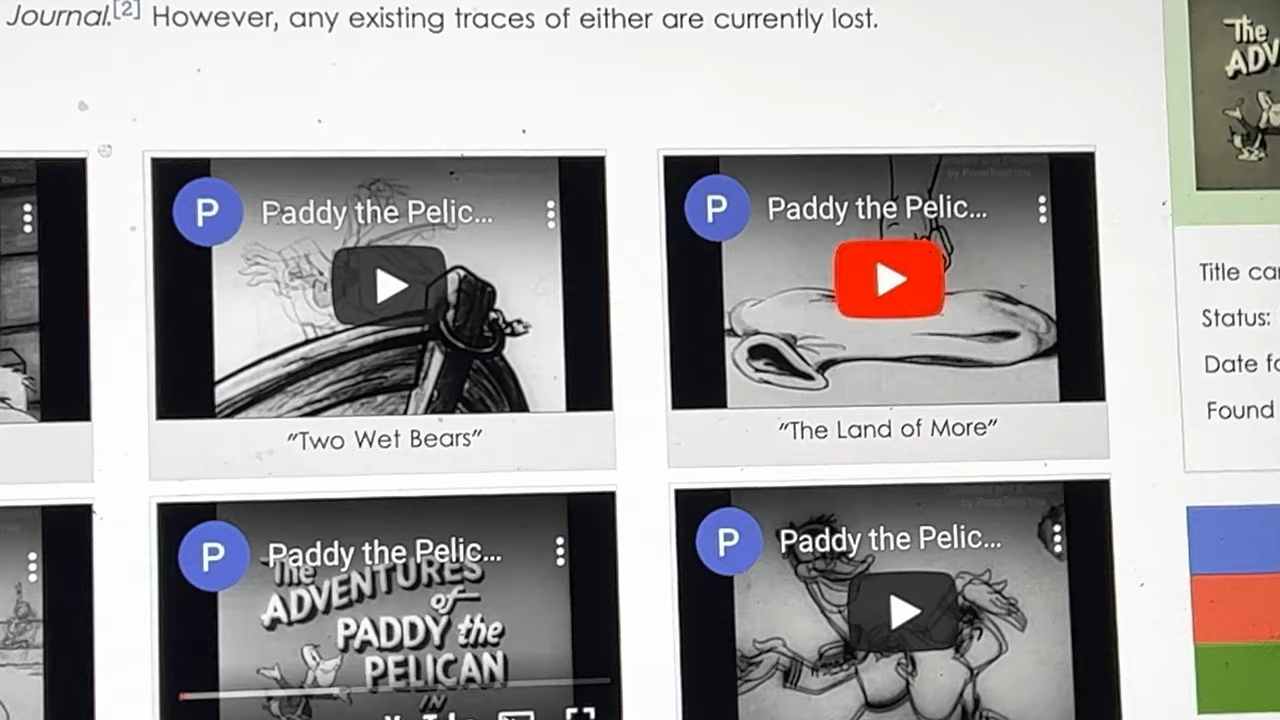 Journal.[2] However, any existing traces of either are currently lost.
The
ADV
P Paddy the Pelic...
P Paddy the Pelic...
"Two Wet Bears"
"The Land of More"
Title ca
Status:
Date fo
Found
P Paddy the Pelic...
P Paddy the Pelic...
The
ADVENTURES
of
PADDY the
PELICAN
IN
YouTube